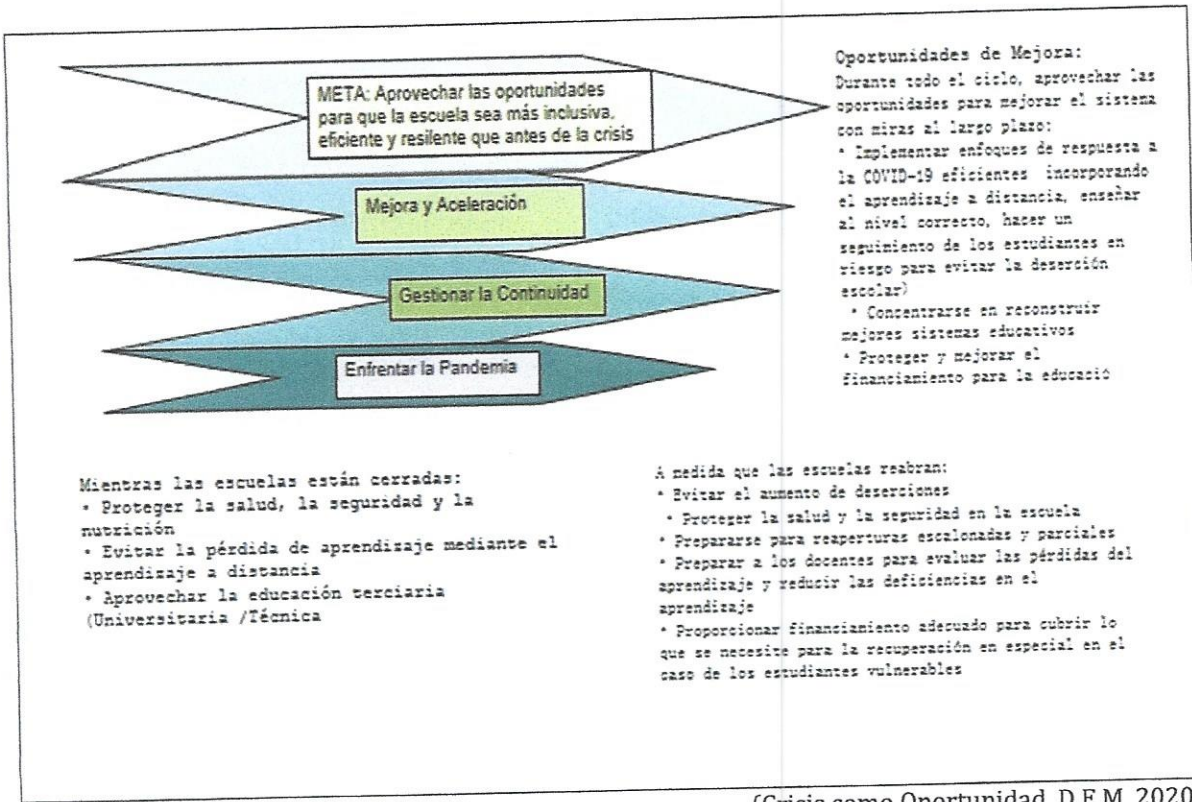 META: Aprovechar las oportunidades
para que la escuela sea más inclusiva,
eficiente y resilente que antes de la crisis
Mejora y Aceleración
Gestionar la Continuidad
Enfrentar la Pandemia
Oportunidades de Mejora:
Durante todo el ciclo, aprovechar las
oportunidades para mejorar el sistema
con miras al largo plazo:
* Implementar enfoques de respuesta a
la COVID-19 eficientes incorporando
el aprendizaje a distancia, enseñar
al nivel correcto, hacer un
seguimiento de los estudiantes en
riesgo para evitar la deserción
escolar)
* Concentrarse en reconstruir
mejores sistemas educativos
* Proteger y mejorar el
financiamiento para la educació
Mientras las escuelas están cerradas:
* Proteger la salud, la seguridad y la
nutrición
* Evitar la pérdida de aprendizaje mediante el
aprendizaje a distancia
* Aprovechar la educación terciaria
(Universitaria /Técnica
A medida que las escuelas reabran:
* Evitar el aumento de deserciones
* Proteger la salud y la seguridad en la escuela
* Prepararse para reaperturas escalonadas y parciales
* Preparar a los docentes para evaluar las pérdidas del
aprendizaje y reducir las deficiencias en el
aprendizaje
* Proporcionar financiamiento adecuado para cubrir lo
que se necesite para la recuperación en especial en el
caso de los estudiantes vulnerables
(Crisis como Oportunidad, D.F.M, 2020